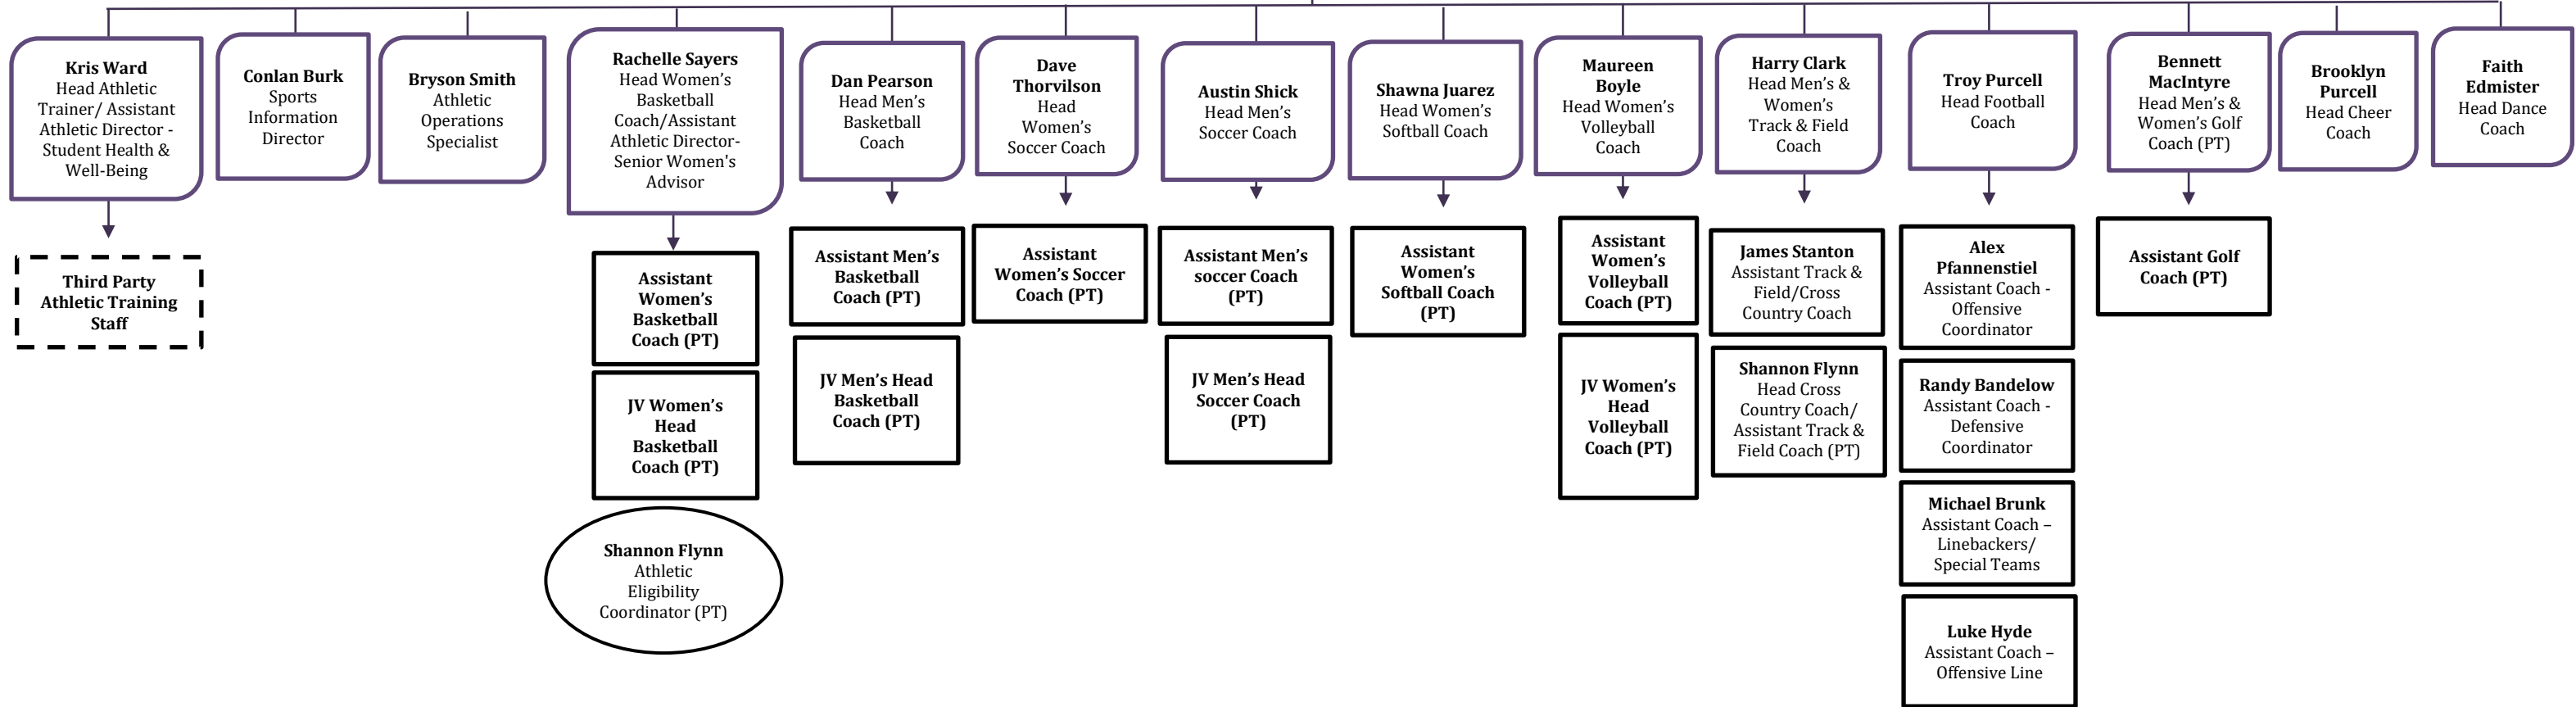 Kris Ward
Head Athletic
Trainer/ Assistant
Athletic Director -
Student Health &
Well-Being
Conlan Burk
Sports
Information
Director
Bryson Smith
Athletic
Operations
Specialist
Rachelle Sayers
Head Women’s
Basketball
Coach/Assistant
Athletic Director-
Senior Women's
Advisor
Dan Pearson
Head Men’s
Basketball
Coach
Dave
Thorvilson
Head
Women’s
Soccer Coach
Austin Shick
Head Men’s
Soccer Coach
Shawna Juarez
Head Women’s
Softball Coach
Maureen
Boyle
Head Women’s
Volleyball
Coach
Harry Clark
Head Men’s &
Women’s
Track & Field
Coach
Troy Purcell
Head Football
Coach
Bennett
MacIntyre
Head Men’s &
Women’s Golf
Coach (PT)
Brooklyn
Purcell
Head Cheer
Coach
Faith
Edmister
Head Dance
Coach
Third Party
Athletic Training
Staff
Assistant
Women’s
Basketball
Coach (PT)
JV Women’s
Head
Basketball
Coach (PT)
Shannon Flynn
Athletic
Eligibility
Coordinator (PT)
Assistant Men’s
Basketball
Coach (PT)
JV Men’s Head
Basketball
Coach (PT)
Assistant
Women’s Soccer
Coach (PT)
Assistant Men’s
soccer Coach
(PT)
JV Men’s Head
Soccer Coach
(PT)
Assistant
Women’s
Softball Coach
(PT)
Assistant
Women’s
Volleyball
Coach (PT)
JV Women’s
Head
Volleyball
Coach (PT)
James Stanton
Assistant Track &
Field/Cross
Country Coach
Shannon Flynn
Head Cross
Country Coach/
Assistant Track &
Field Coach (PT)
Alex
Pfannenstiel
Assistant Coach -
Offensive
Coordinator
Randy Bandelow
Assistant Coach -
Defensive
Coordinator
Michael Brunk
Assistant Coach –
Linebackers/
Special Teams
Luke Hyde
Assistant Coach –
Offensive Line
Assistant Golf
Coach (PT)